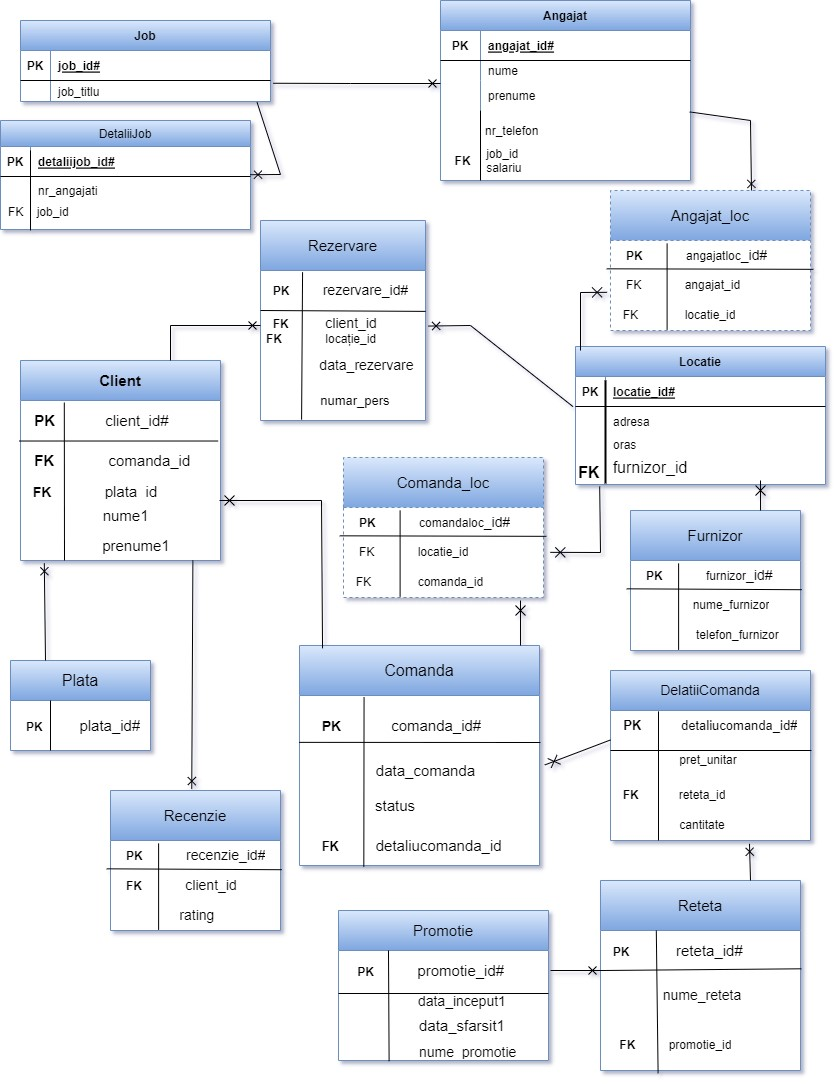 Job
PK job_id#
job_titlu
Angajat
PK angajat_id#
nume
prenume
nr_telefon
FK job_id
salariu
DetaliiJob
PK detaliijob_id#
nr_angajati
FK job_id
Angajat_loc
PK angajatloc_id#
FK angajat_id
FK locatie_id
Rezervare
PK rezervare_id#
FK client_id
FK locație_id
data_rezervare
numar_pers
Locatie
PK locatie_id#
adresa
oras
FK furnizor_id
Client
PK client_id#
FK comanda_id
FK plata_id
nume1
prenume1
Comanda_loc
PK comandaloc_id#
FK locatie_id
FK comanda_id
Furnizor
PK furnizor_id#
nume_furnizor
telefon_furnizor
Plata
PK plata_id#
Comanda
PK comanda_id#
data_comanda
status
FK detaliucomanda_id
DelatiiComanda
PK detaliucomanda_id#
pret_unitar
FK reteta_id
cantitate
Recenzie
PK recenzie_id#
FK client_id
rating
Promotie
PK promotie_id#
data_inceput1
data_sfarsit1
nume_promotie
Reteta
PK reteta_id#
nume_reteta
FK promotie_id